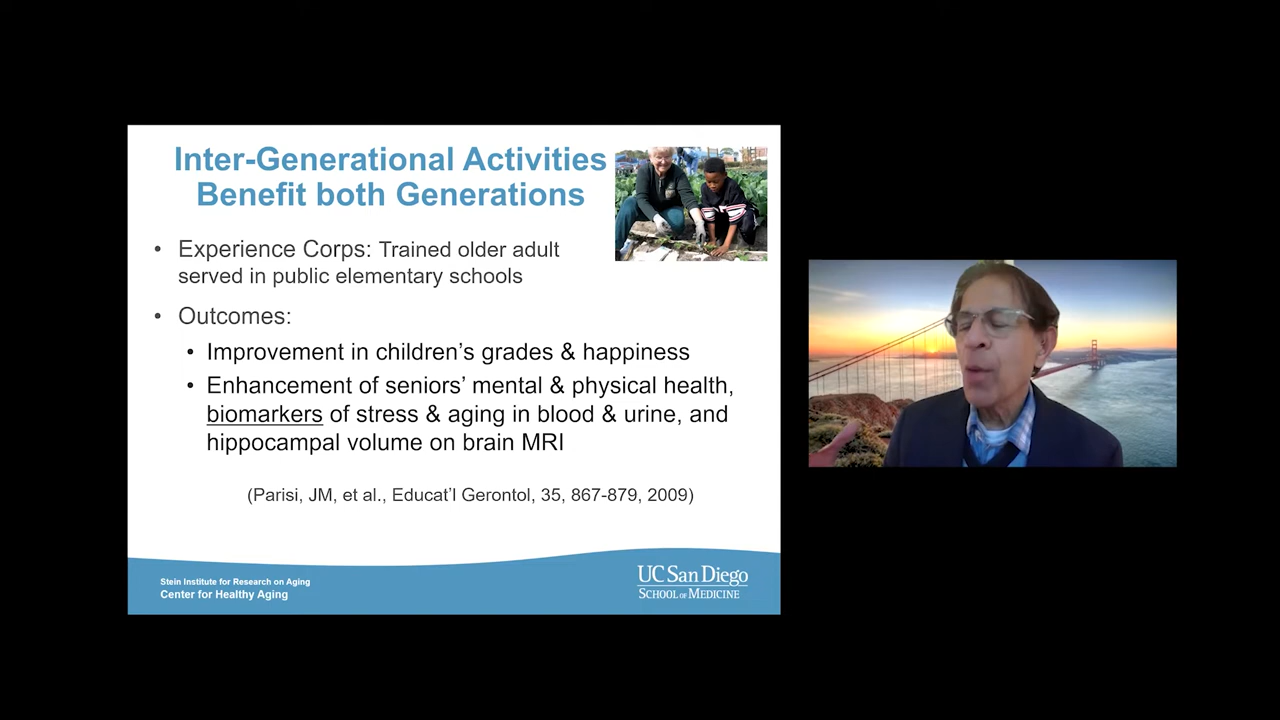 Inter-Generational Activities
Benefit both Generations
• Experience Corps: Trained older adult
served in public elementary schools
• Outcomes:
• Improvement in children's grades & happiness
• Enhancement of seniors' mental & physical health,
biomarkers of stress & aging in blood & urine, and
hippocampal volume on brain MRI
(Parisi, JM, et al., Educat'l Gerontol, 35, 867-879, 2009)
Stein Institute for Research on Aging
Center for Healthy Aging
UC San Diego
SCHOOL OF MEDICINE